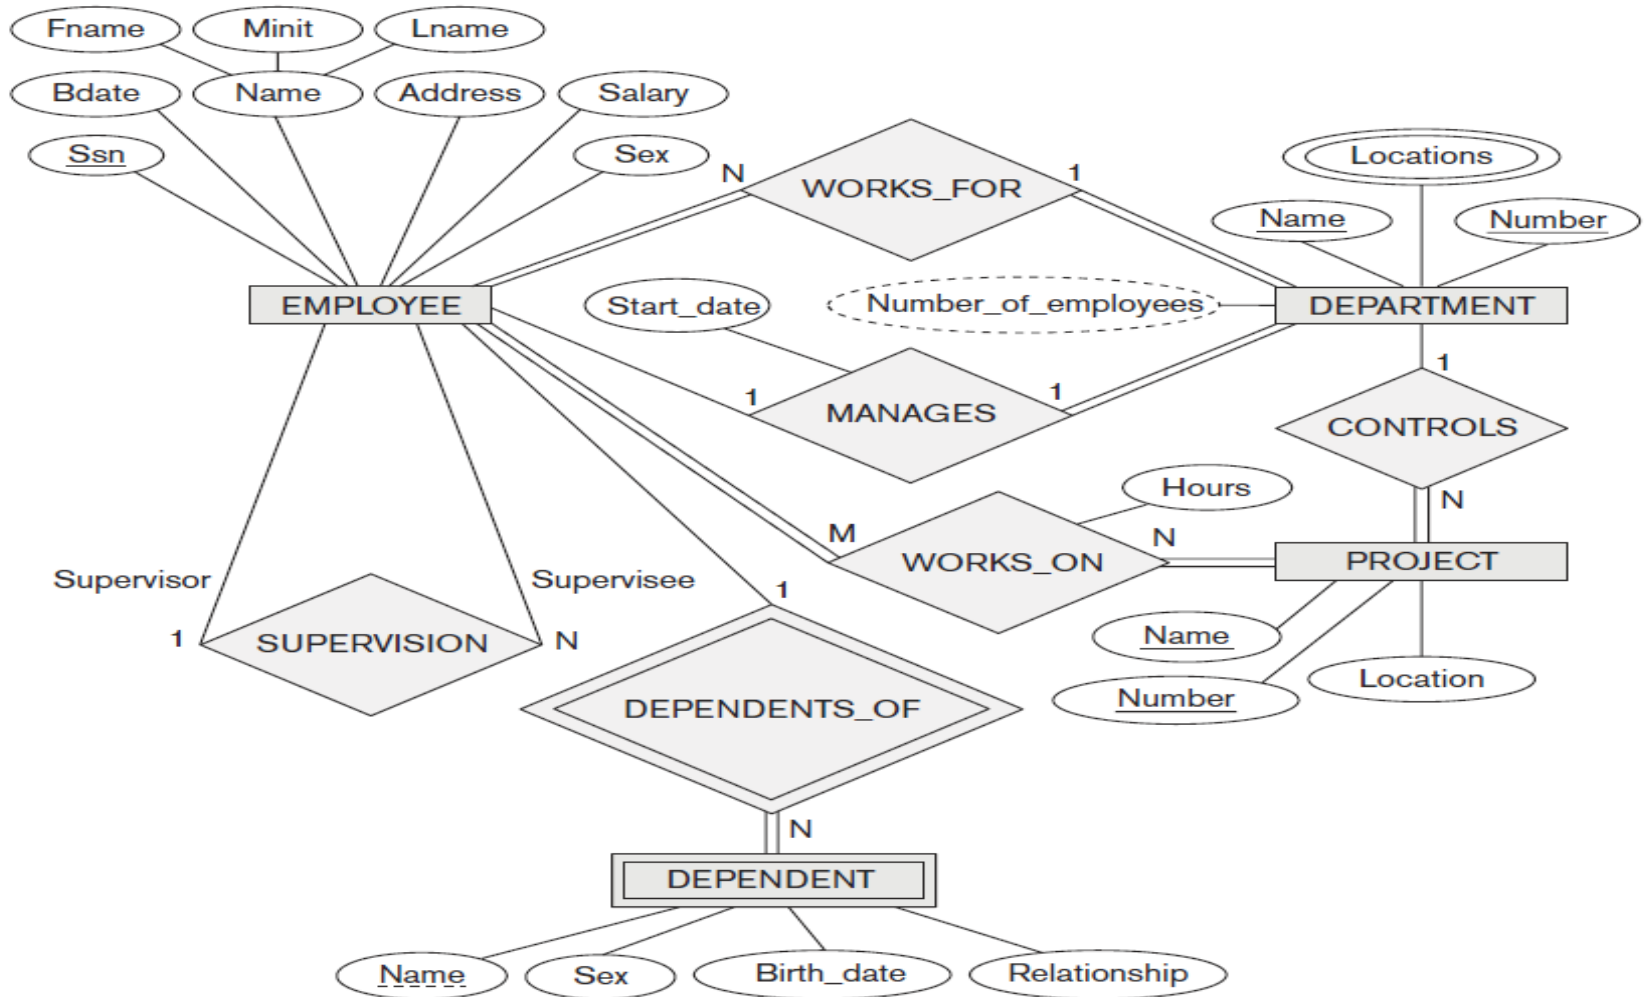 Fname Minit Lname
Bdate Name Address Salary
Ssn Sex
N WORKS_FOR 1
Locations
Name Number
EMPLOYEE Start_date Number_of_employees DEPARTMENT
1 MANAGES 1
1
CONTROLS
N
Hours
M WORKS_ON N
PROJECT
Supervisor Supervisee
1 SUPERVISION N
1
Name
Number Location
DEPENDENTS_OF
N
DEPENDENT
Name Sex Birth_date Relationship